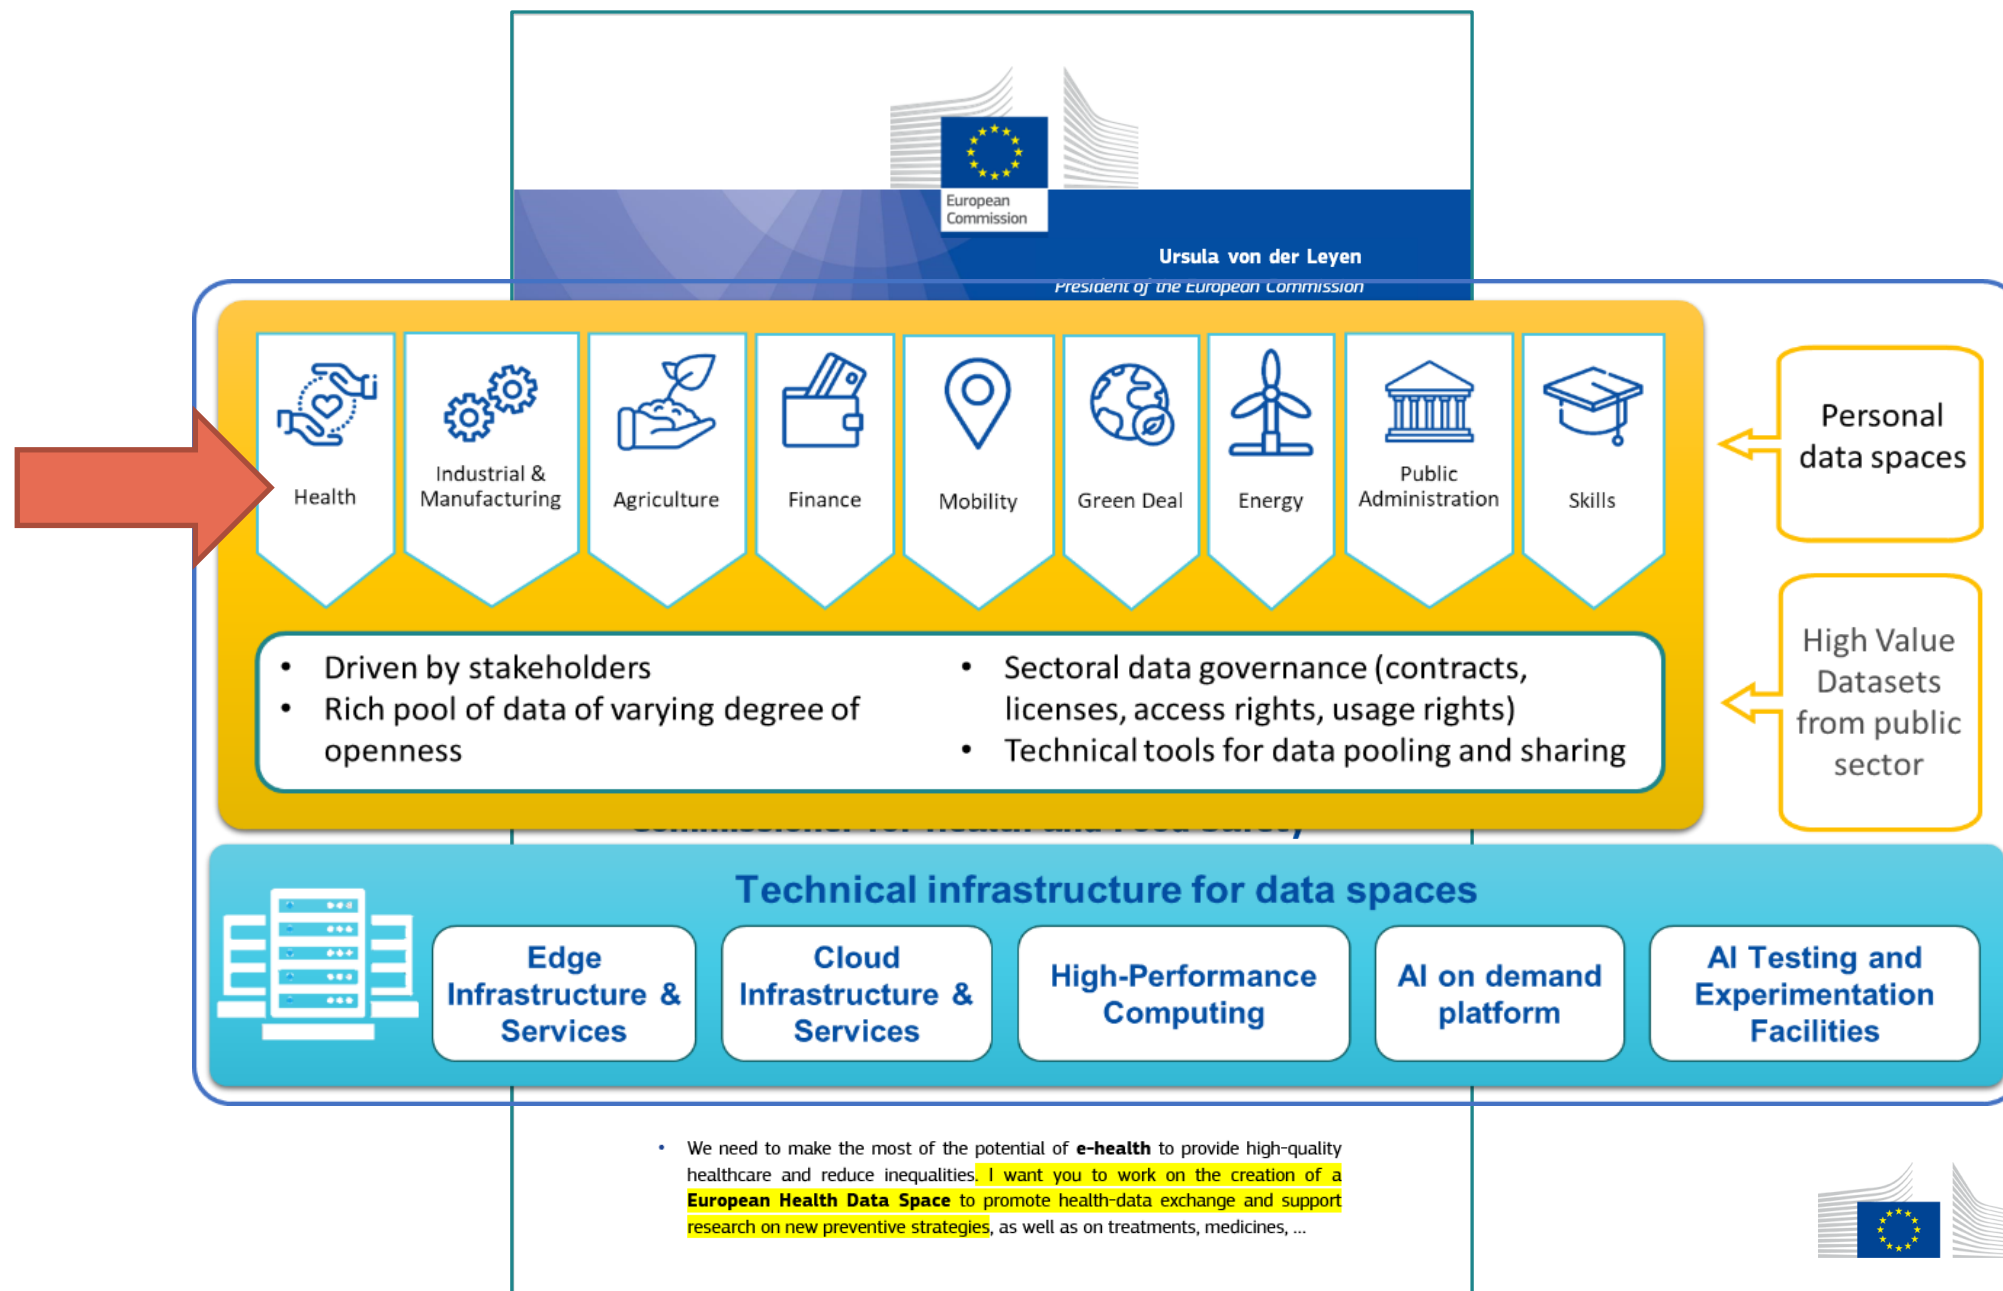 European
Commission
Ursula von der Leyen
President of the European Commission
Health
Industrial &
Manufacturing
Agriculture
Finance
Mobility
Green Deal
Energy
Public
Administration
Skills
Personal
data spaces
• Driven by stakeholders
• Rich pool of data of varying degree of
openness
• Sectoral data governance (contracts,
licenses, access rights, usage rights)
• Technical tools for data pooling and sharing
High Value
Datasets
from public
sector
Commissioner for Health and Food Safety
Technical infrastructure for data spaces
Edge
Infrastructure &
Services
Cloud
Infrastructure &
Services
High-Performance
Computing
AI on demand
platform
AI Testing and
Experimentation
Facilities
• We need to make the most of the potential of e-health to provide high-quality
healthcare and reduce inequalities. I want you to work on the creation of a
European Health Data Space to promote health-data exchange and support
research on new preventive strategies, as well as on treatments, medicines, ...